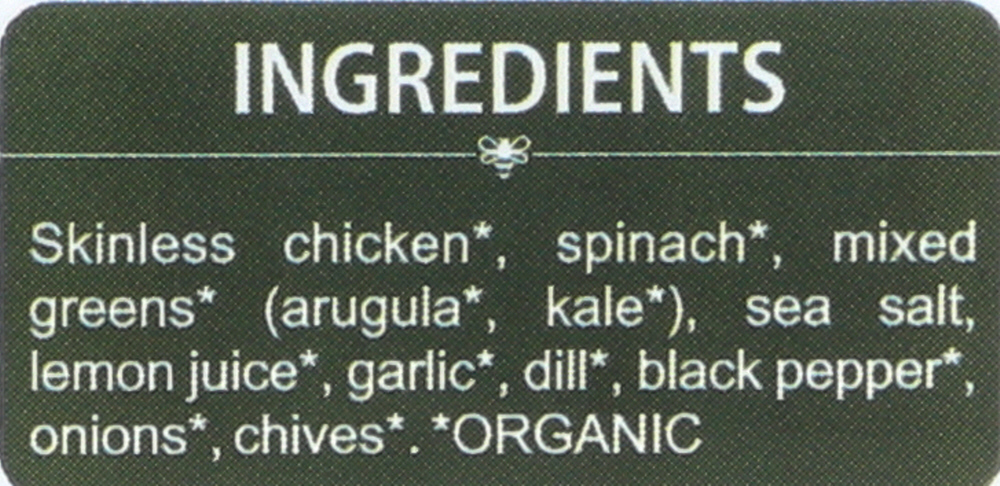 INGREDIENTS
Skinless chicken*, spinach*, mixed
greens* (arugula*, kale*), sea salt,
lemon juice*, garlic*, dill*, black pepper*,
onions*, chives*. *ORGANIC